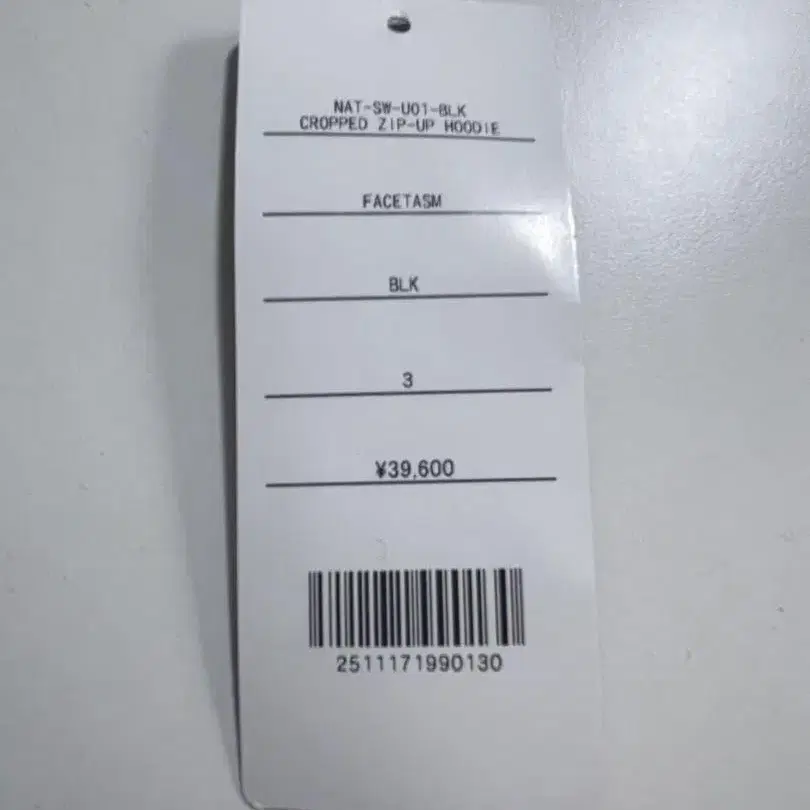 NAT-SW-U01-BLK
CROPPED ZIP-UP HOODIE
FACETASM
BLK
3
¥39,600
2511171990130